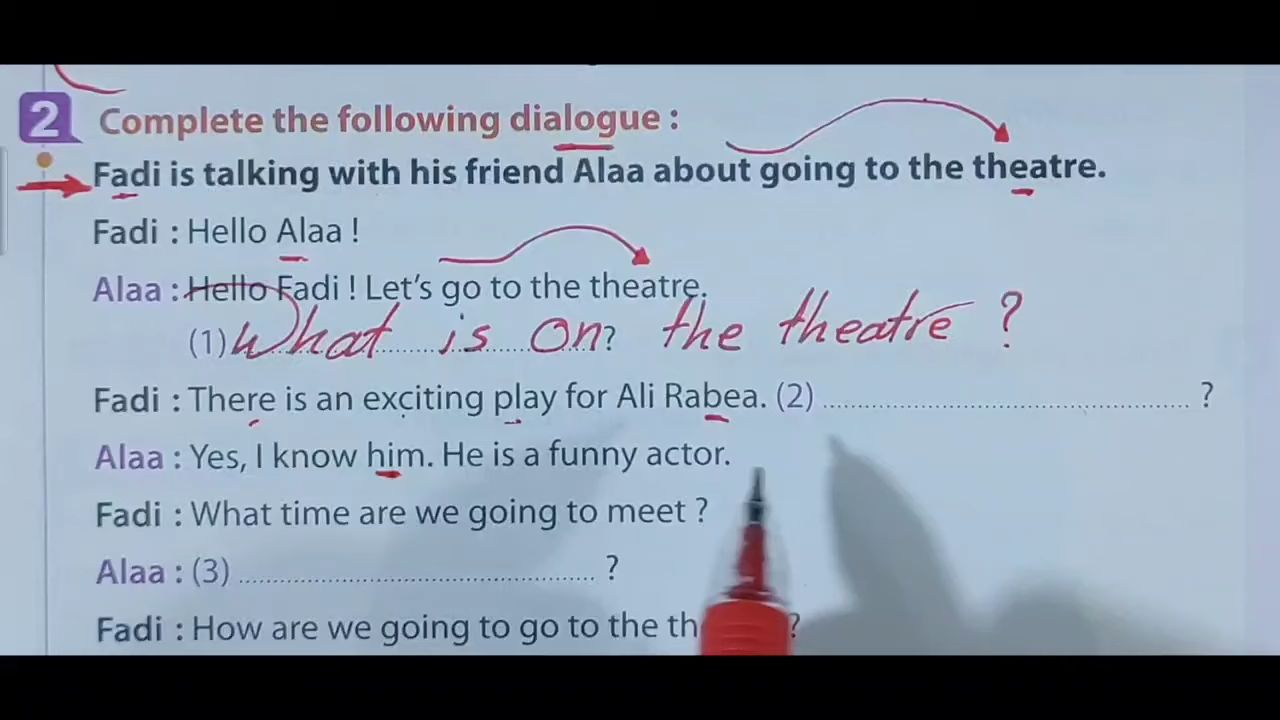 2 Complete the following dialogue :
Fadi is talking with his friend Alaa about going to the theatre.
Fadi : Hello Alaa !
Alaa : Hello Fadi ! Let's go to the theatre.
(1) What is on ? the theatre ?
Fadi : There is an exciting play for Ali Rabea. (2) ........................................ ?
Alaa : Yes, I know him. He is a funny actor.
Fadi : What time are we going to meet ?
Alaa : (3) ........................................ ?
Fadi : How are we going to go to the th ?